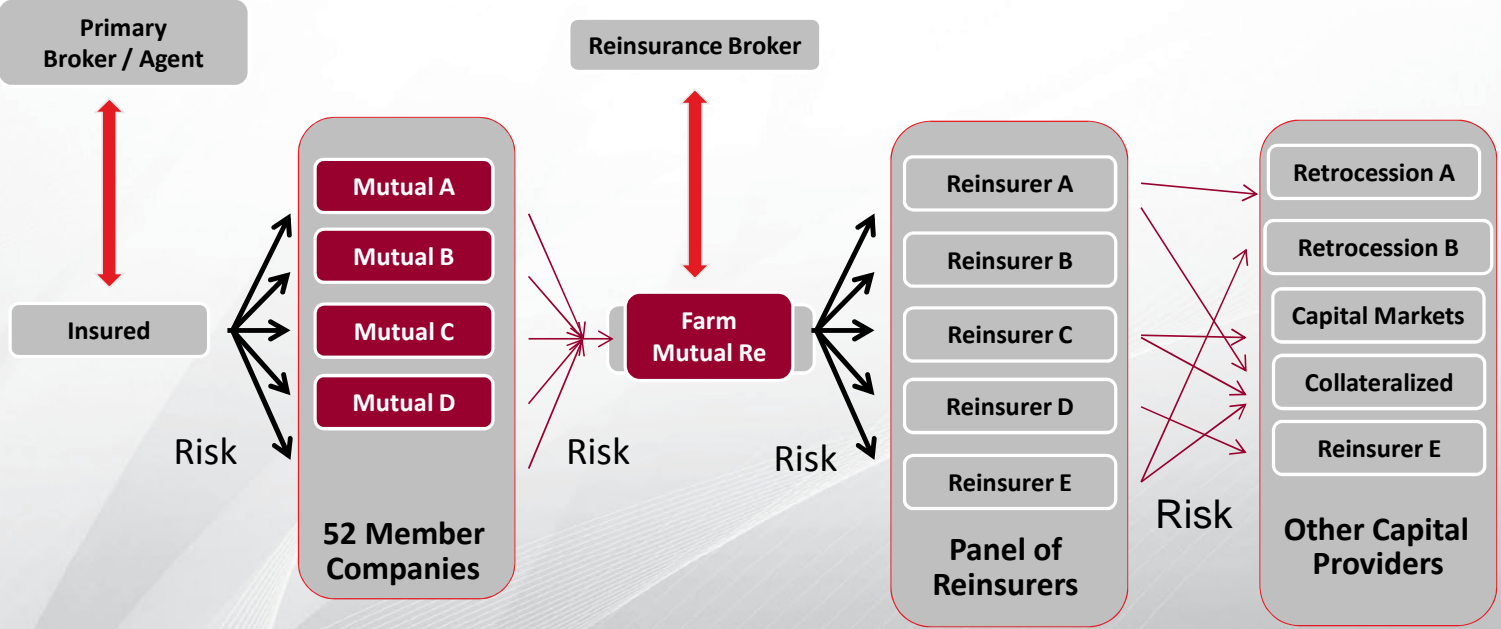 Primary
Broker / Agent
Reinsurance Broker
Insured
Risk
Mutual A
Mutual B
Mutual C
Mutual D
52 Member
Companies
Risk
Farm
Mutual Re
Risk
Reinsurer A
Reinsurer B
Reinsurer C
Reinsurer D
Reinsurer E
Panel of
Reinsurers
Risk
Retrocession A
Retrocession B
Capital Markets
Collateralized
Reinsurer E
Other Capital
Providers